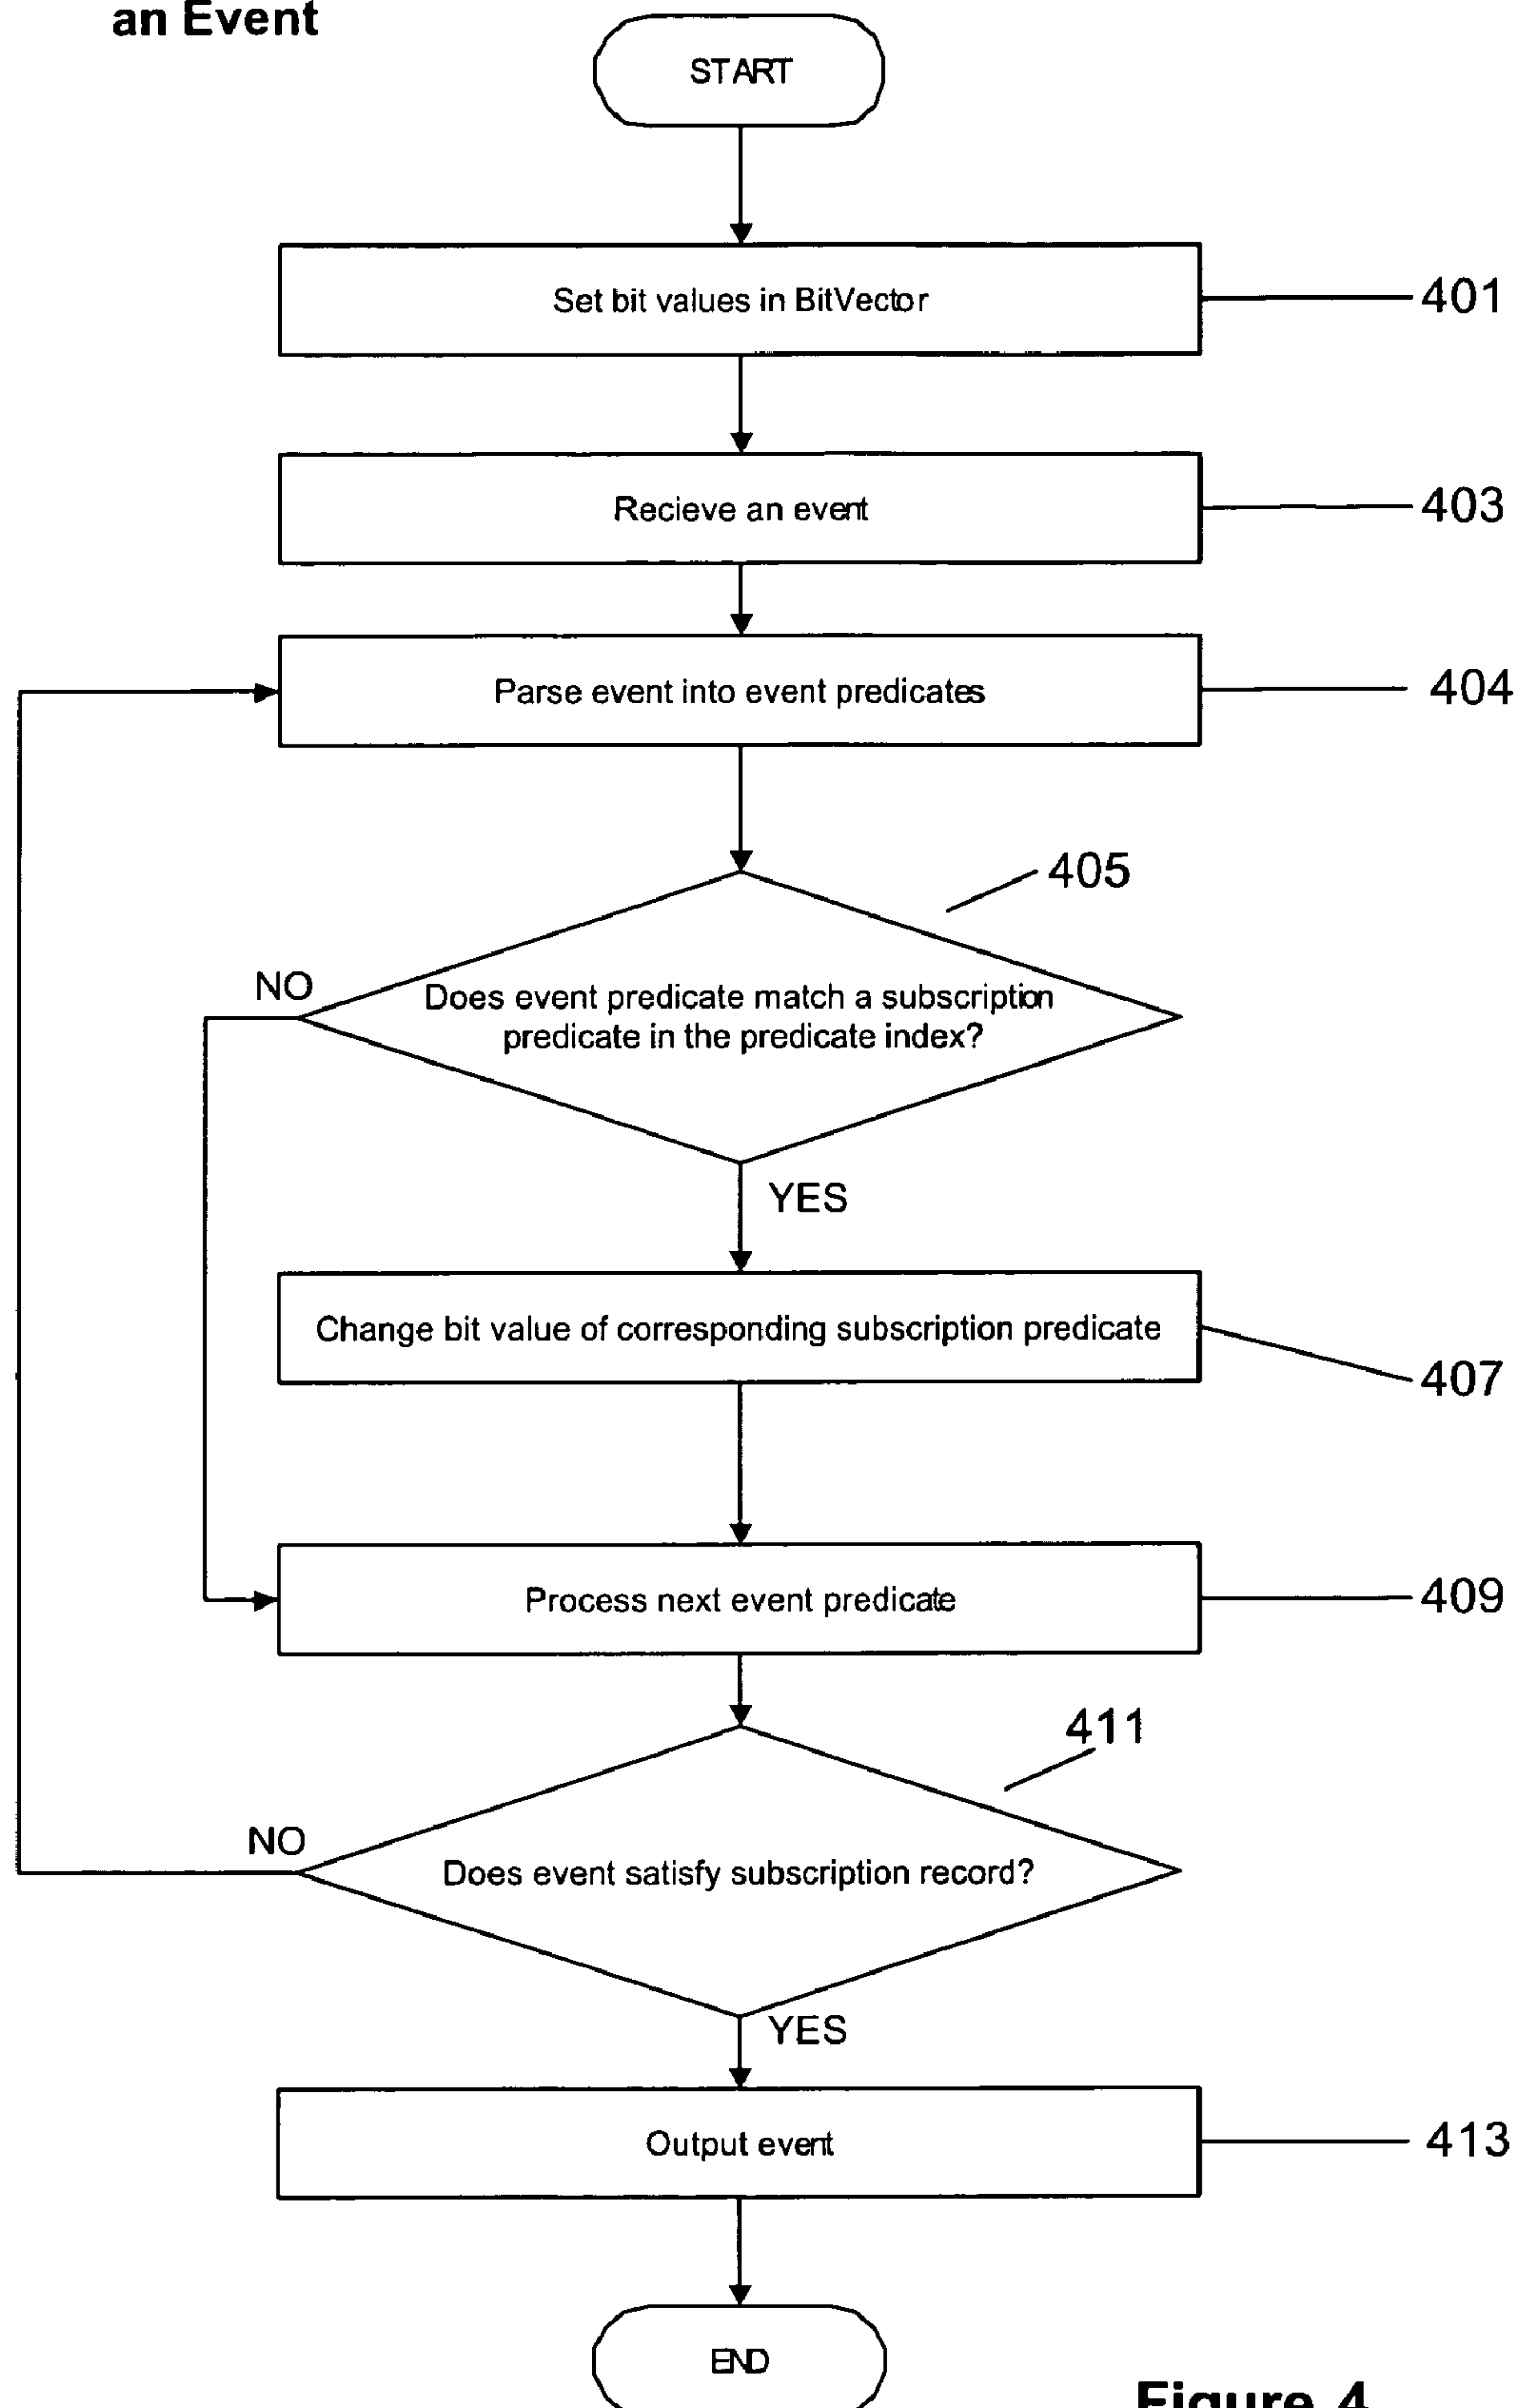 an Event
START
Set bit values in BitVector
401
Recieve an event
403
Parse event into event predicates
404
405
NO
Does event predicate match a subscription
predicate in the predicate index?
YES
Change bit value of corresponding subscription predicate
407
Process next event predicate
409
411
NO
Does event satisfy subscription record?
YES
Output event
413
END
Figure 4